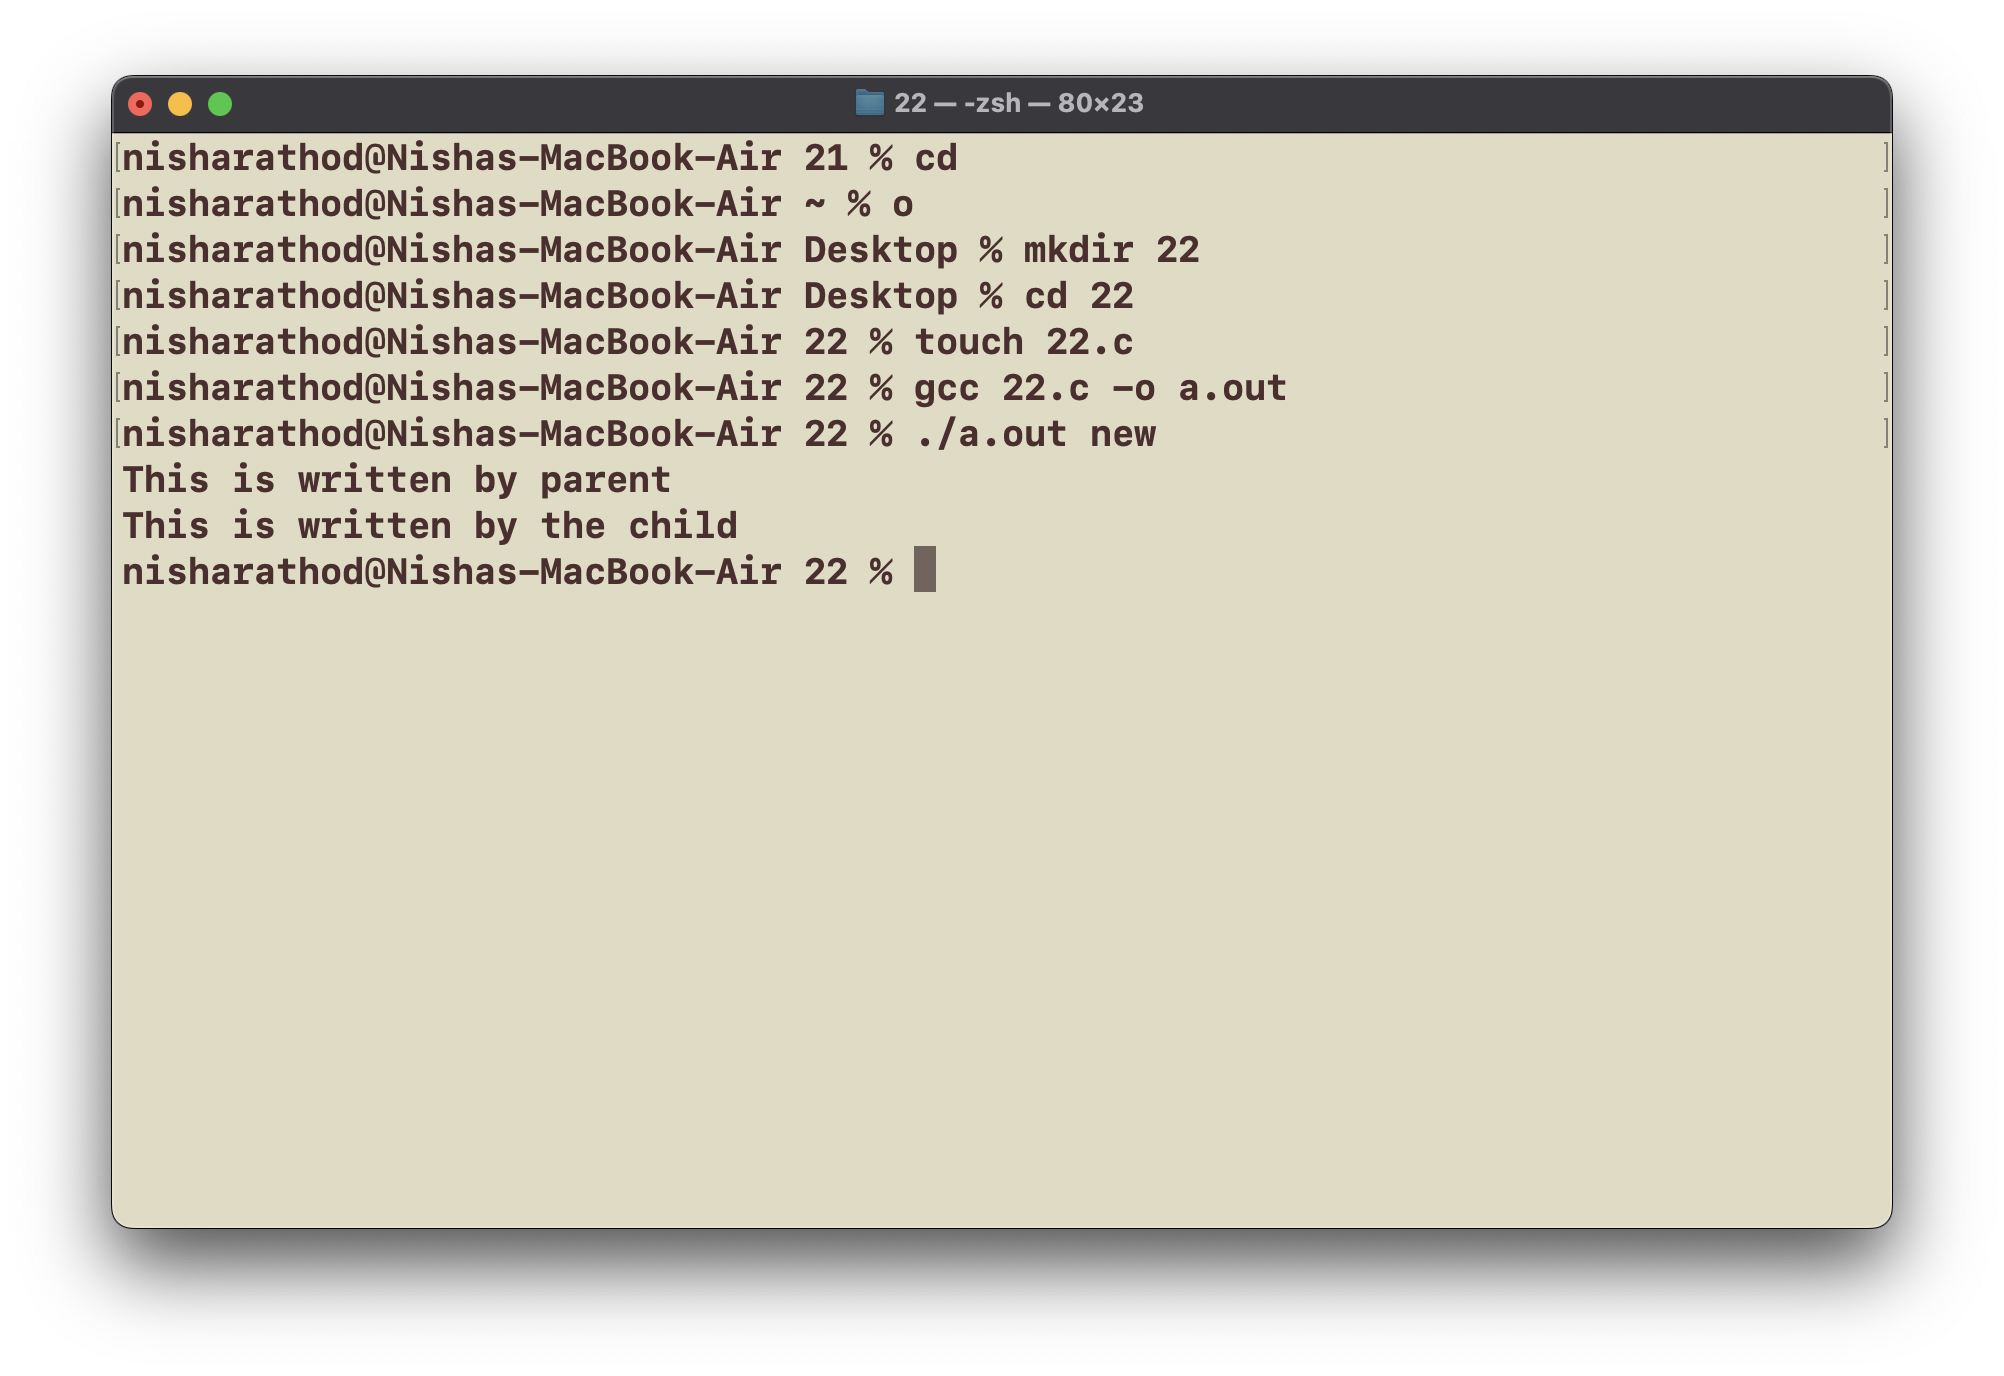 22 — -zsh — 80×23
[nisharathod@Nishas-MacBook-Air 21 % cd ]
[nisharathod@Nishas-MacBook-Air ~ % o ]
[nisharathod@Nishas-MacBook-Air Desktop % mkdir 22 ]
[nisharathod@Nishas-MacBook-Air Desktop % cd 22 ]
[nisharathod@Nishas-MacBook-Air 22 % touch 22.c ]
[nisharathod@Nishas-MacBook-Air 22 % gcc 22.c -o a.out ]
[nisharathod@Nishas-MacBook-Air 22 % ./a.out new ]
This is written by parent
This is written by the child
nisharathod@Nishas-MacBook-Air 22 %